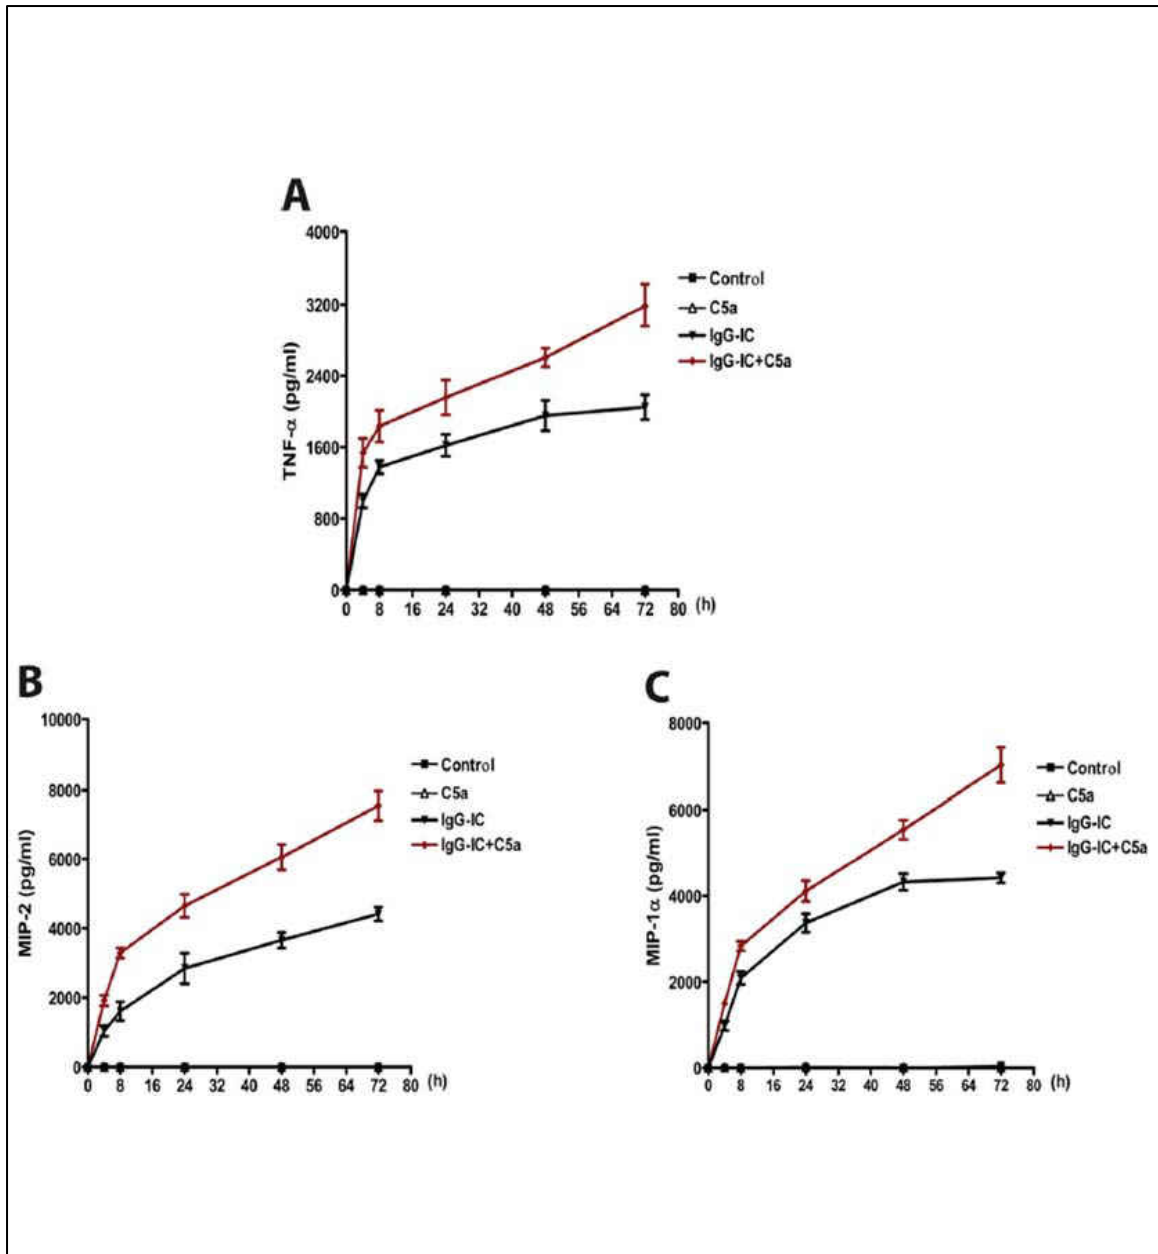 A
4000
3200
2400
1600
800
0
TNF-α (pg/ml)
0 8 16 24 32 40 48 56 64 72 80 (h)
Control
C5a
IgG-IC
IgG-IC+C5a
B
10000
8000
6000
4000
2000
0
MIP-2 (pg/ml)
0 8 16 24 32 40 48 56 64 72 80 (h)
Control
C5a
IgG-IC
IgG-IC+C5a
C
8000
6000
4000
2000
0
MIP-1α (pg/ml)
0 8 16 24 32 40 48 56 64 72 80 (h)
Control
C5a
IgG-IC
IgG-IC+C5a